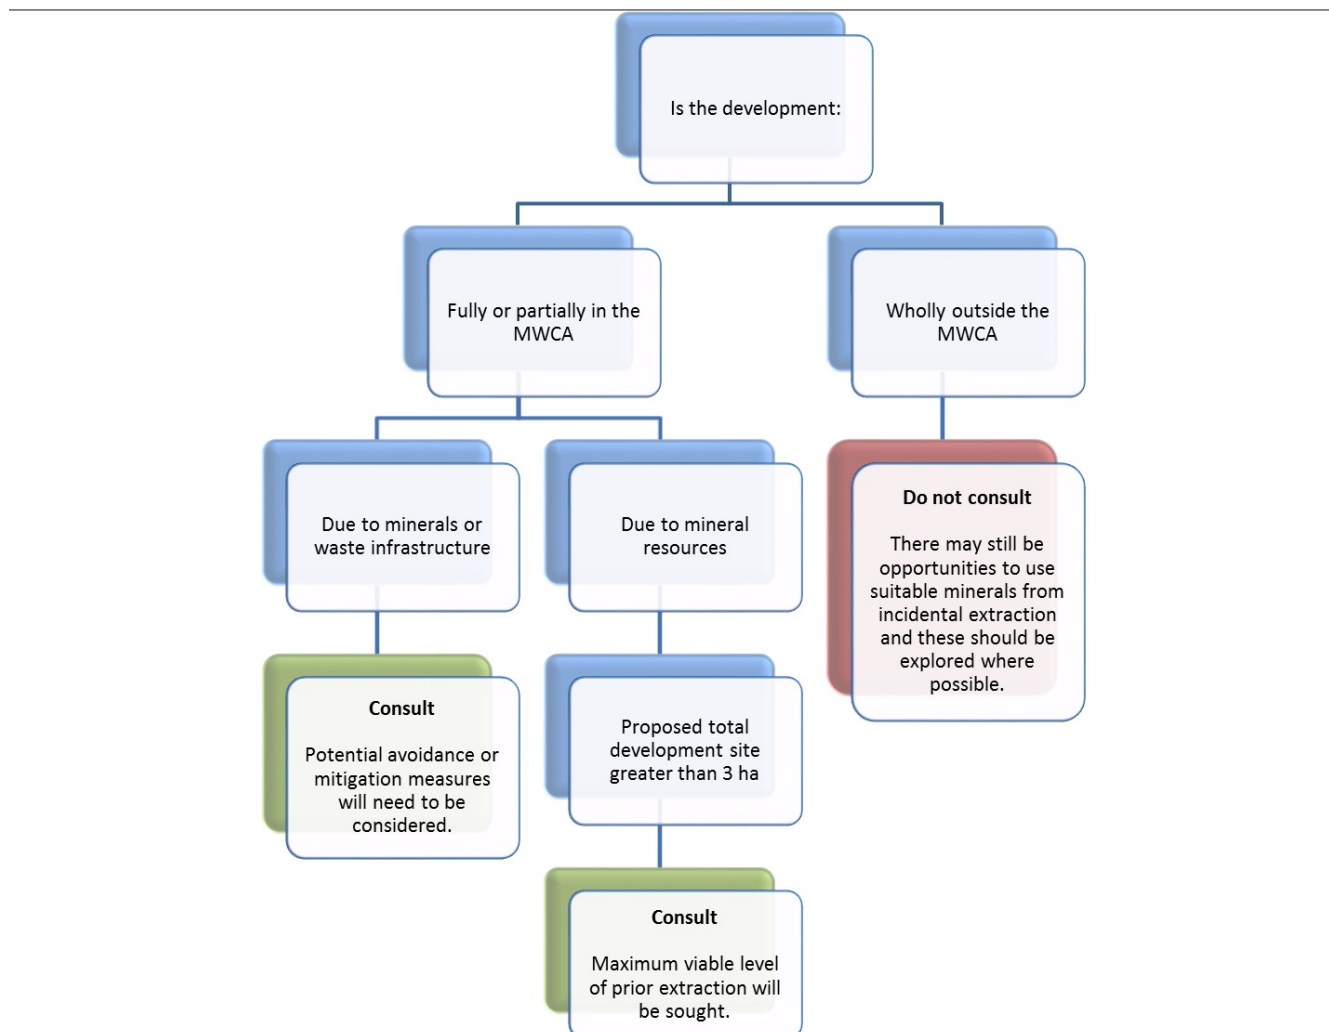 Is the development:
Fully or partially in the
MWCA
Wholly outside the
MWCA
Due to minerals or
waste infrastructure
Due to mineral
resources
Do not consult
There may still be
opportunities to use
suitable minerals from
incidental extraction
and these should be
explored where
possible.
Consult
Potential avoidance or
mitigation measures
will need to be
considered.
Proposed total
development site
greater than 3 ha
Consult
Maximum viable level
of prior extraction will
be sought.